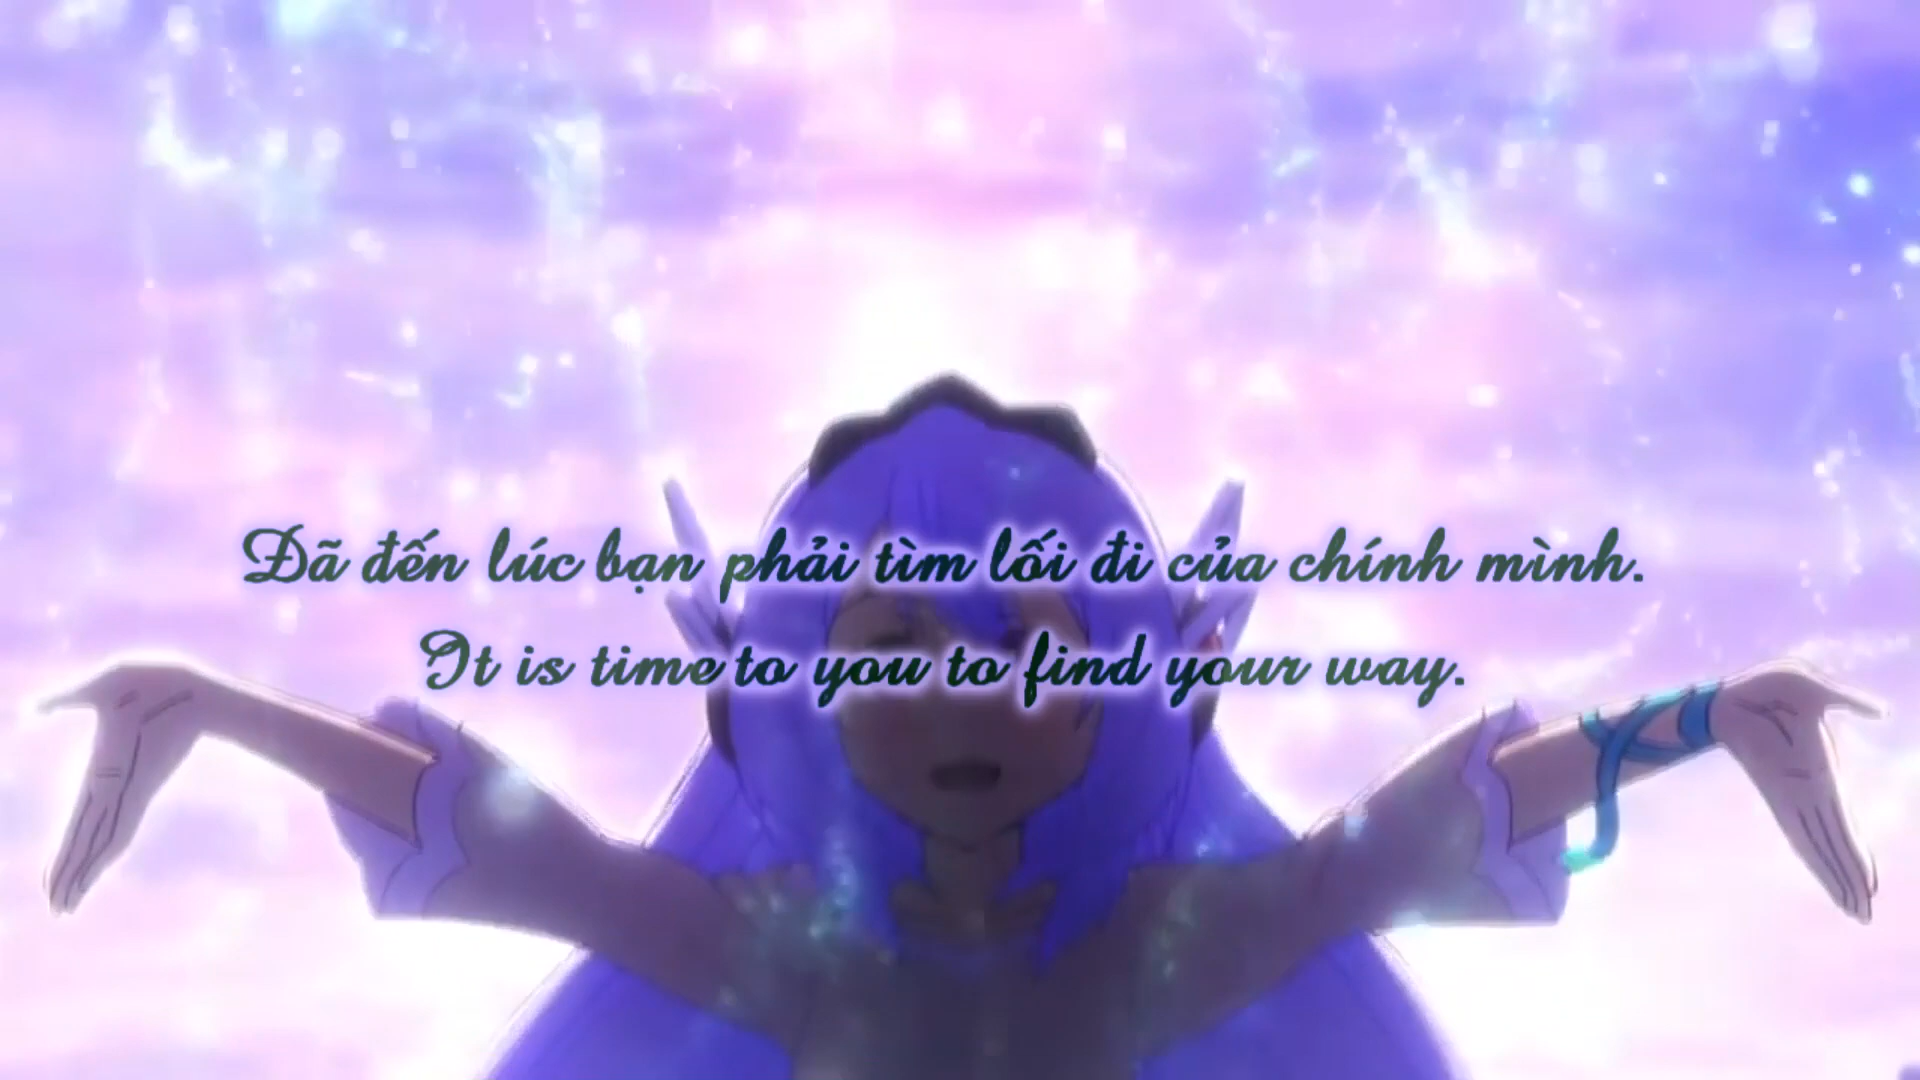 Đã đến lúc bạn phải tìm lối đi của chính mình.
It is time to you to find your way.